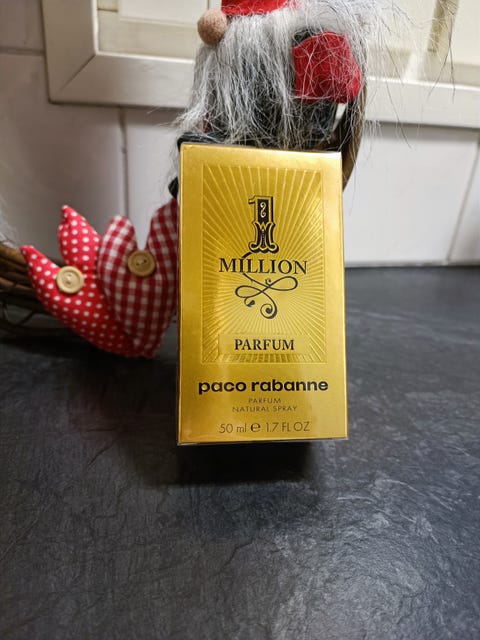 1
MILLION
PARFUM
paco rabanne
PARFUM
NATURAL SPRAY
50 ml ℮ 1.7 FL OZ